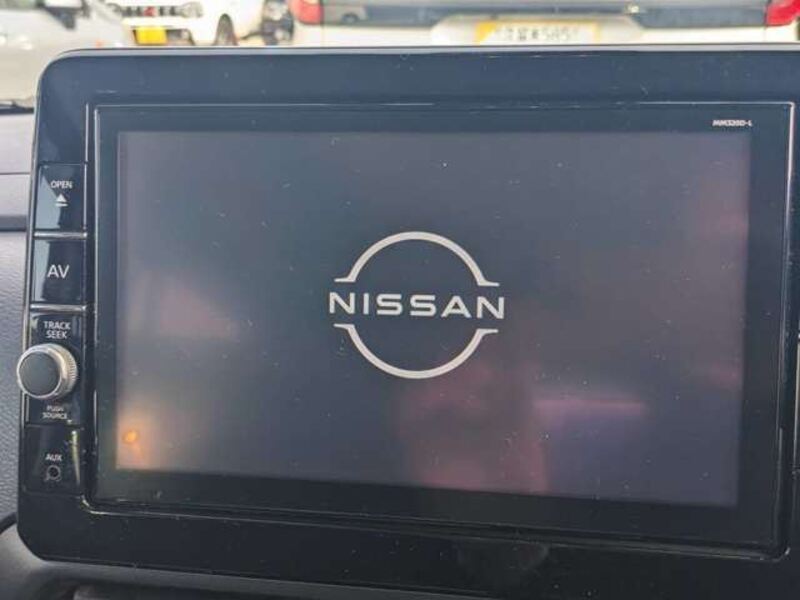 MM320D-L
OPEN
AV
NISSAN
TRACK
SEEK
PUSH
SOURCE
AUX